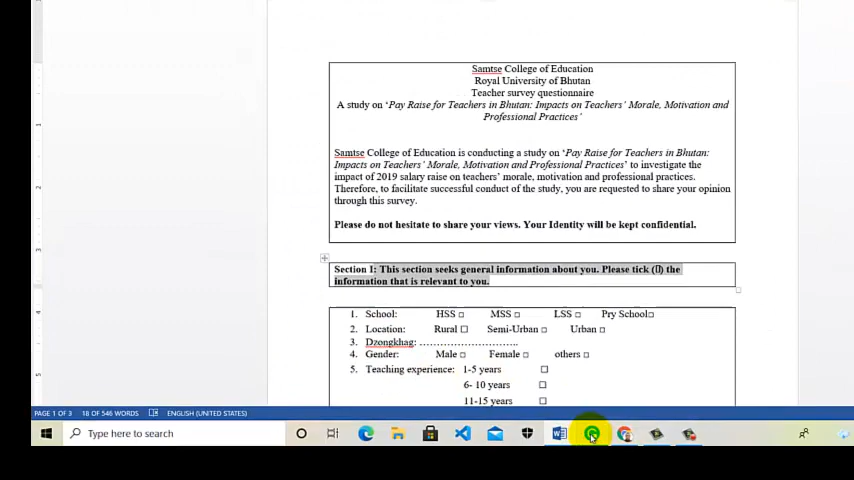 Samtse College of Education
Royal University of Bhutan
Teacher survey questionnaire
A study on ‘Pay Raise for Teachers in Bhutan: Impacts on Teachers’ Morale, Motivation and
Professional Practices’
Samtse College of Education is conducting a study on ‘Pay Raise for Teachers in Bhutan:
Impacts on Teachers’ Morale, Motivation and Professional Practices’ to investigate the
impact of 2019 salary raise on teachers’ morale, motivation and professional practices.
Therefore, to facilitate successful conduct of the study, you are requested to share your opinion
through this survey.
Please do not hesitate to share your views. Your Identity will be kept confidential.
Section I: This section seeks general information about you. Please tick (▯) the
information that is relevant to you.
1. School: HSS □ MSS □ LSS □ Pry School□
2. Location: Rural □ Semi-Urban □ Urban □
3. Dzongkhag: ………………………..
4. Gender: Male □ Female □ others □
5. Teaching experience: 1-5 years □
6- 10 years □
11-15 years □
PAGE 1 OF 3 18 OF 546 WORDS ENGLISH (UNITED STATES)
Type here to search